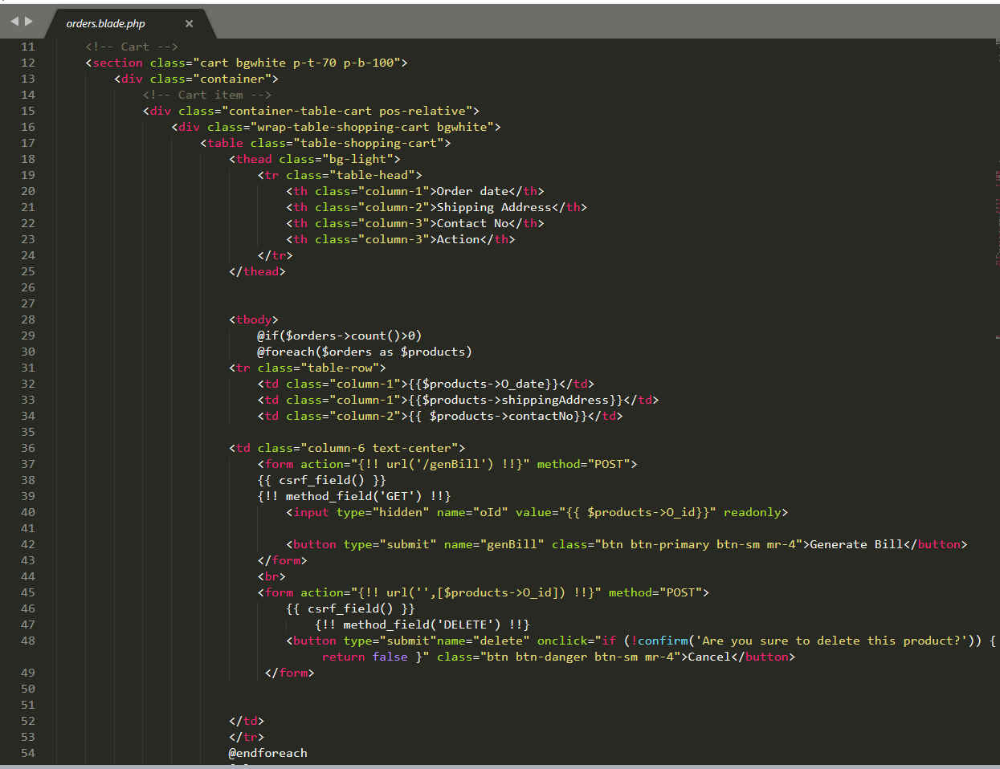 orders.blade.php ×
11 <!-- Cart -->
12 <section class="cart bgwhite p-t-70 p-b-100">
13 <div class="container">
14 <!-- Cart item -->
15 <div class="container-table-cart pos-relative">
16 <div class="wrap-table-shopping-cart bgwhite">
17 <table class="table-shopping-cart">
18 <thead class="bg-light">
19 <tr class="table-head">
20 <th class="column-1">Order date</th>
21 <th class="column-2">Shipping Address</th>
22 <th class="column-3">Contact No</th>
23 <th class="column-3">Action</th>
24 </tr>
25 </thead>
26
27
28 <tbody>
29 @if($orders->count()>0)
30 @foreach($orders as $products)
31 <tr class="table-row">
32 <td class="column-1">{{$products->O_date}}</td>
33 <td class="column-1">{{$products->shippingAddress}}</td>
34 <td class="column-2">{{ $products->contactNo}}</td>
35
36 <td class="column-6 text-center">
37 <form action="{!! url('/genBill') !!}" method="POST">
38 {{ csrf_field() }}
39 {!! method_field('GET') !!}
40 <input type="hidden" name="oId" value="{{ $products->O_id}}" readonly>
41
42 <button type="submit" name="genBill" class="btn btn-primary btn-sm mr-4">Generate Bill</button>
43 </form>
44 <br>
45 <form action="{!! url('',[$products->O_id]) !!}" method="POST">
46 {{ csrf_field() }}
47 {!! method_field('DELETE') !!}
48 <button type="submit"name="delete" onclick="if (!confirm('Are you sure to delete this product?')) {
return false }" class="btn btn-danger btn-sm mr-4">Cancel</button>
49 </form>
50
51
52 </td>
53 </tr>
54 @endforeach